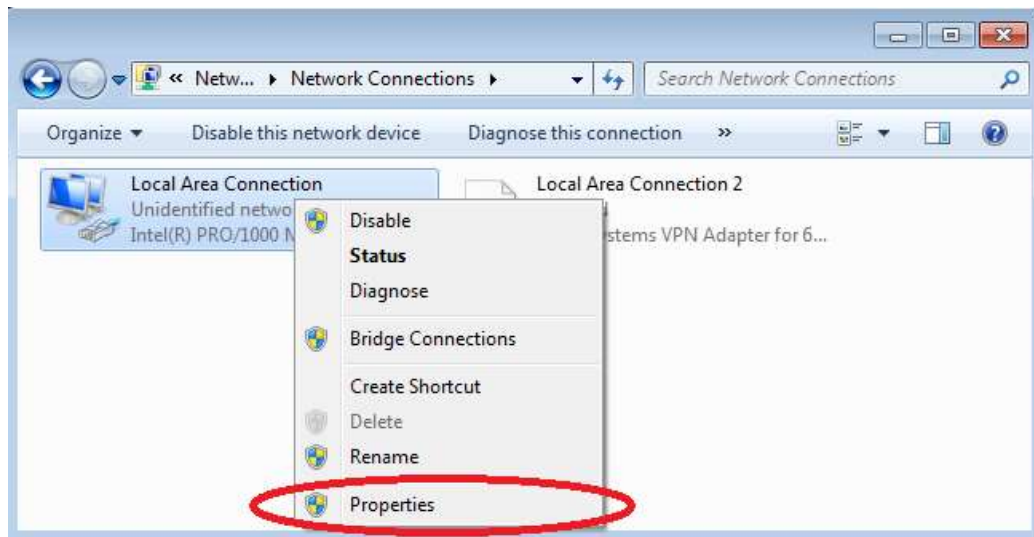 « Netw... Network Connections Search Network Connections
Organize Disable this network device Diagnose this connection »
Local Area Connection
Unidentified netwo
Intel(R) PRO/1000
Local Area Connection 2
stems VPN Adapter for 6...
Disable
Status
Diagnose
Bridge Connections
Create Shortcut
Delete
Rename
Properties